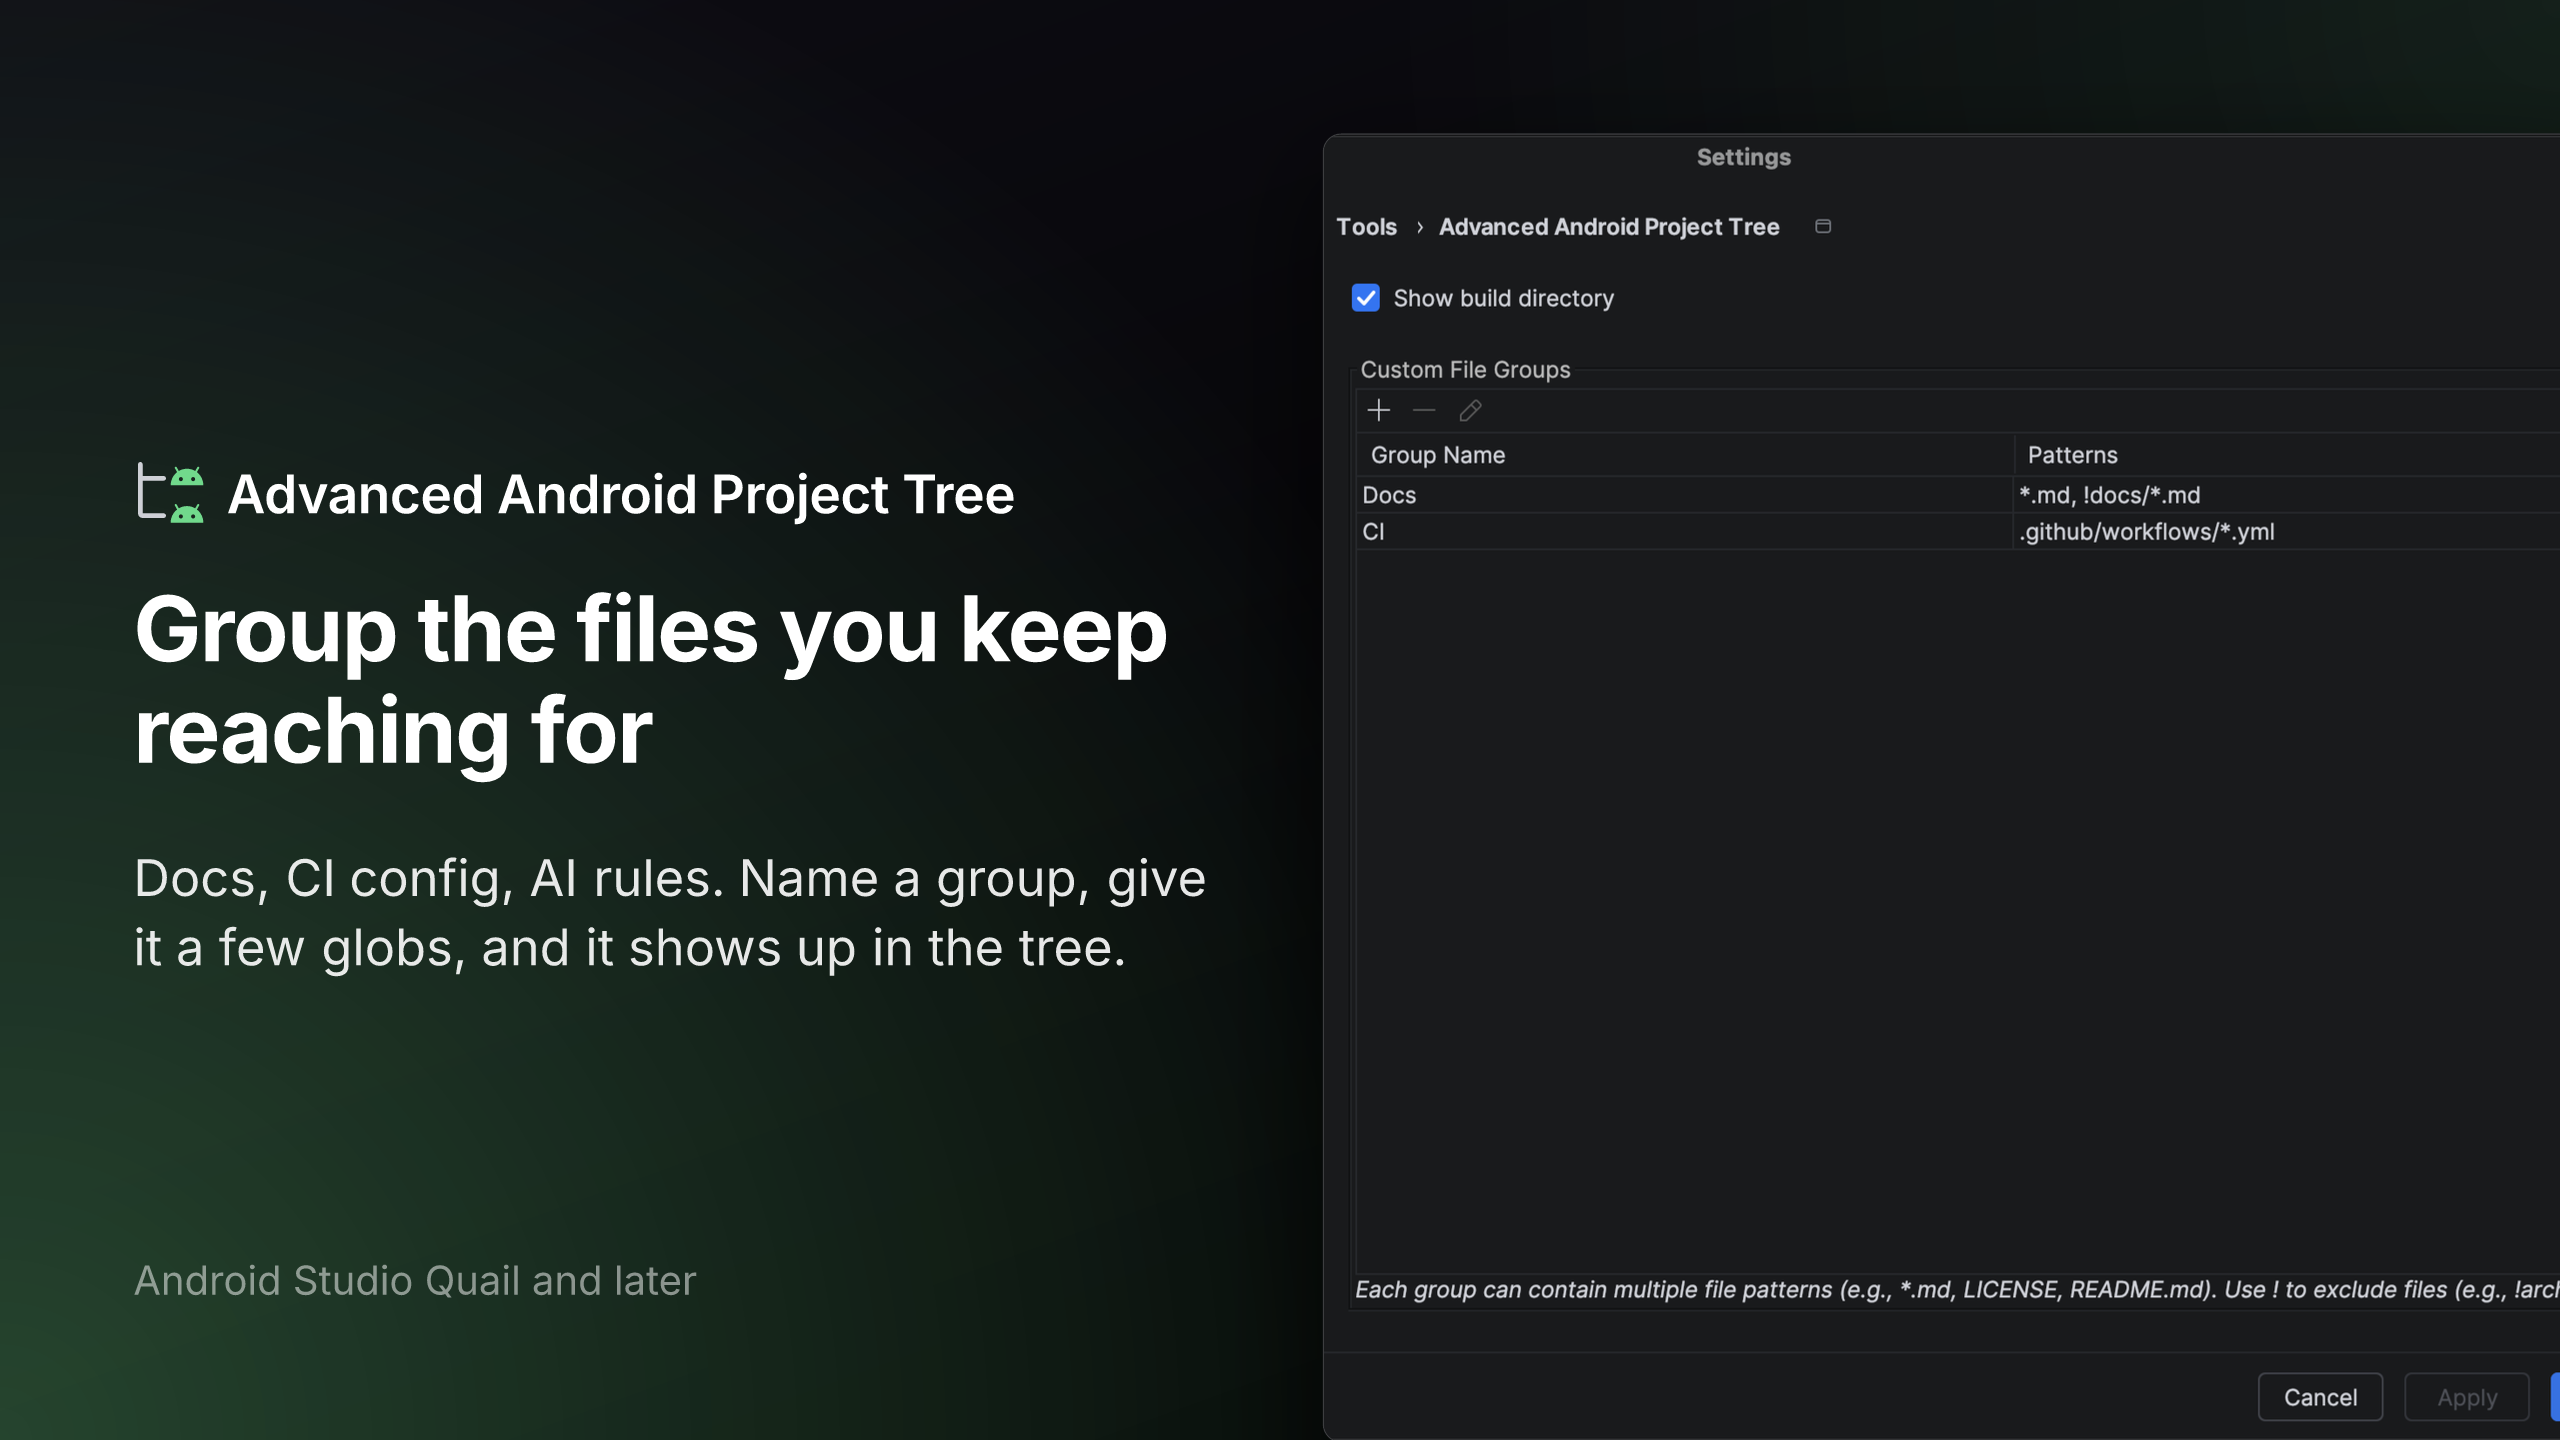 Advanced Android Project Tree
Group the files you keep
reaching for
Docs, CI config, AI rules. Name a group, give
it a few globs, and it shows up in the tree.
Android Studio Quail and later
Settings
Tools › Advanced Android Project Tree
Show build directory
Custom File Groups
Group Name Patterns
Docs *.md, !docs/*.md
CI .github/workflows/*.yml
Each group can contain multiple file patterns (e.g., *.md, LICENSE, README.md). Use ! to exclude files (e.g.,
Cancel Apply